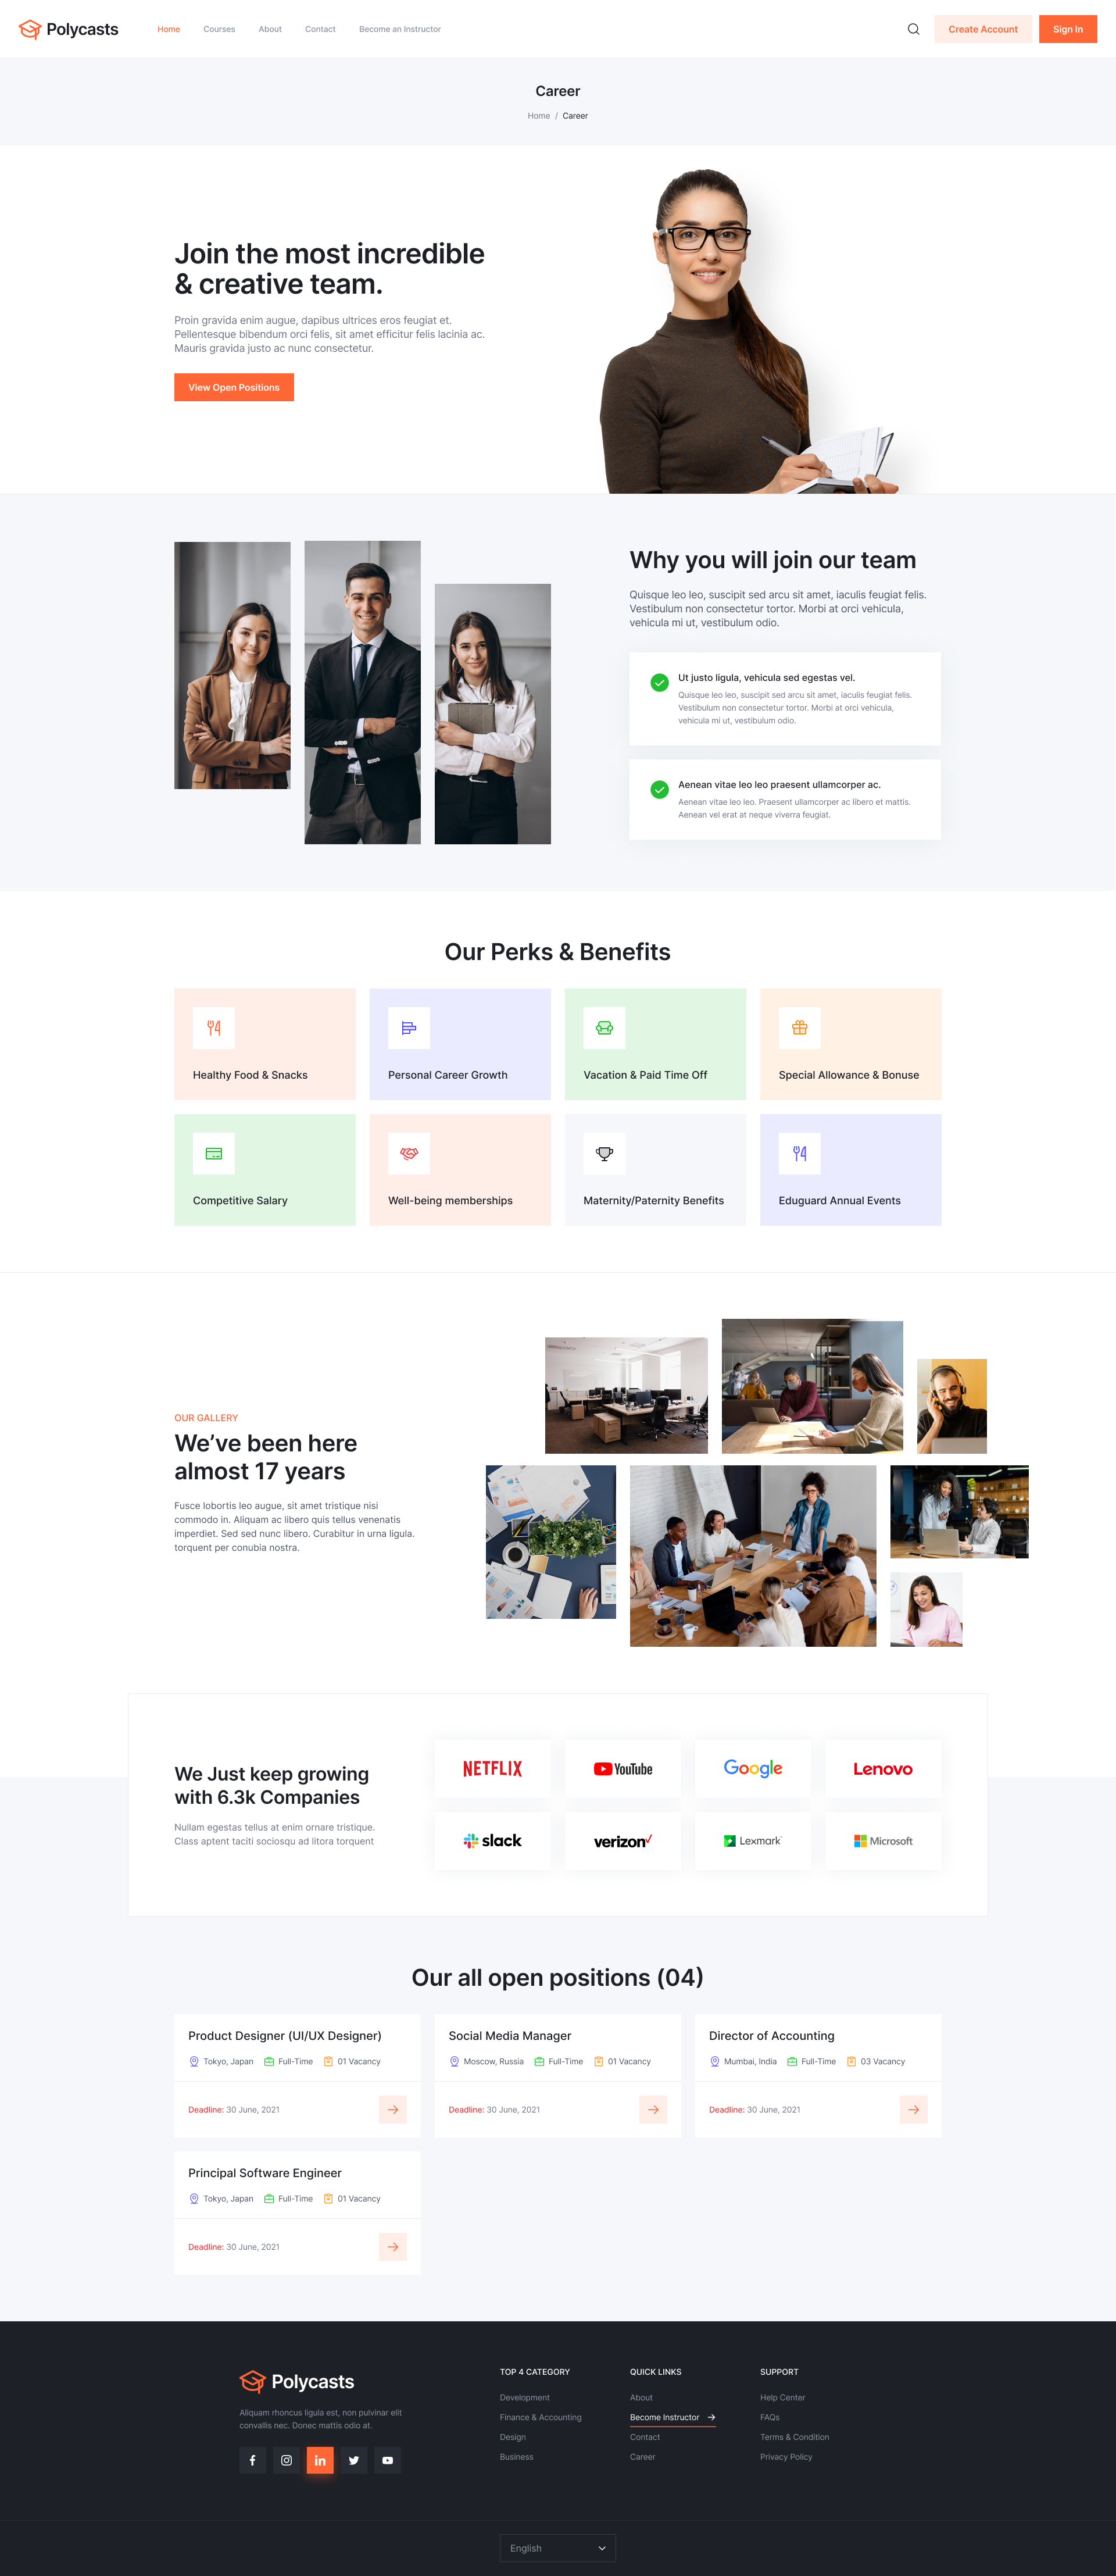 Polycasts
Home
Courses
About
Contact
Become an Instructor
Create Account
Sign In
Career
Home / Career
Join the most incredible
& creative team.
Proin gravida enim augue, dapibus ultrices eros feugiat et.
Pellentesque bibendum orci felis, sit amet efficitur felis lacinia ac.
Mauris gravida justo ac nunc consectetur.
View Open Positions
Why you will join our team
Quisque leo leo, suscipit sed arcu sit amet, iaculis feugiat felis.
Vestibulum non consectetur tortor. Morbi at orci vehicula,
vehicula mi ut, vestibulum odio.
Ut justo ligula, vehicula sed egestas vel.
Quisque leo leo, suscipit sed arcu sit amet, iaculis feugiat felis.
Vestibulum non consectetur tortor. Morbi at orci vehicula,
vehicula mi ut, vestibulum odio.
Aenean vitae leo leo praesent ullamcorper ac.
Aenean vitae leo leo. Praesent ullamcorper ac libero et mattis.
Aenean vel erat at neque viverra feugiat.
Our Perks & Benefits
Healthy Food & Snacks
Personal Career Growth
Vacation & Paid Time Off
Special Allowance & Bonuse
Competitive Salary
Well-being memberships
Maternity/Paternity Benefits
Eduguard Annual Events
OUR GALLERY
We’ve been here
almost 17 years
Fusce lobortis leo augue, sit amet tristique nisi
commodo in. Aliquam ac libero quis tellus venenatis
imperdiet. Sed sed nunc libero. Curabitur in urna ligula.
torquent per conubia nostra.
We Just keep growing
with 6.3k Companies
Nullam egestas tellus at enim ornare tristique.
Class aptent taciti sociosqu ad litora torquent
NETFLIX
YouTube
Google
Lenovo
slack
verizon
Lexmark
Microsoft
Our all open positions (04)
Product Designer (UI/UX Designer)
Tokyo, Japan
Full-Time
01 Vacancy
Deadline: 30 June, 2021
Social Media Manager
Moscow, Russia
Full-Time
01 Vacancy
Deadline: 30 June, 2021
Director of Accounting
Mumbai, India
Full-Time
03 Vacancy
Deadline: 30 June, 2021
Principal Software Engineer
Tokyo, Japan
Full-Time
01 Vacancy
Deadline: 30 June, 2021
Polycasts
Aliquam rhoncus ligula est, non pulvinar elit
convallis nec. Donec mattis odio at.
in
TOP 4 CATEGORY
Development
Finance & Accounting
Design
Business
QUICK LINKS
About
Become Instructor
Contact
Career
SUPPORT
Help Center
FAQs
Terms & Condition
Privacy Policy
English